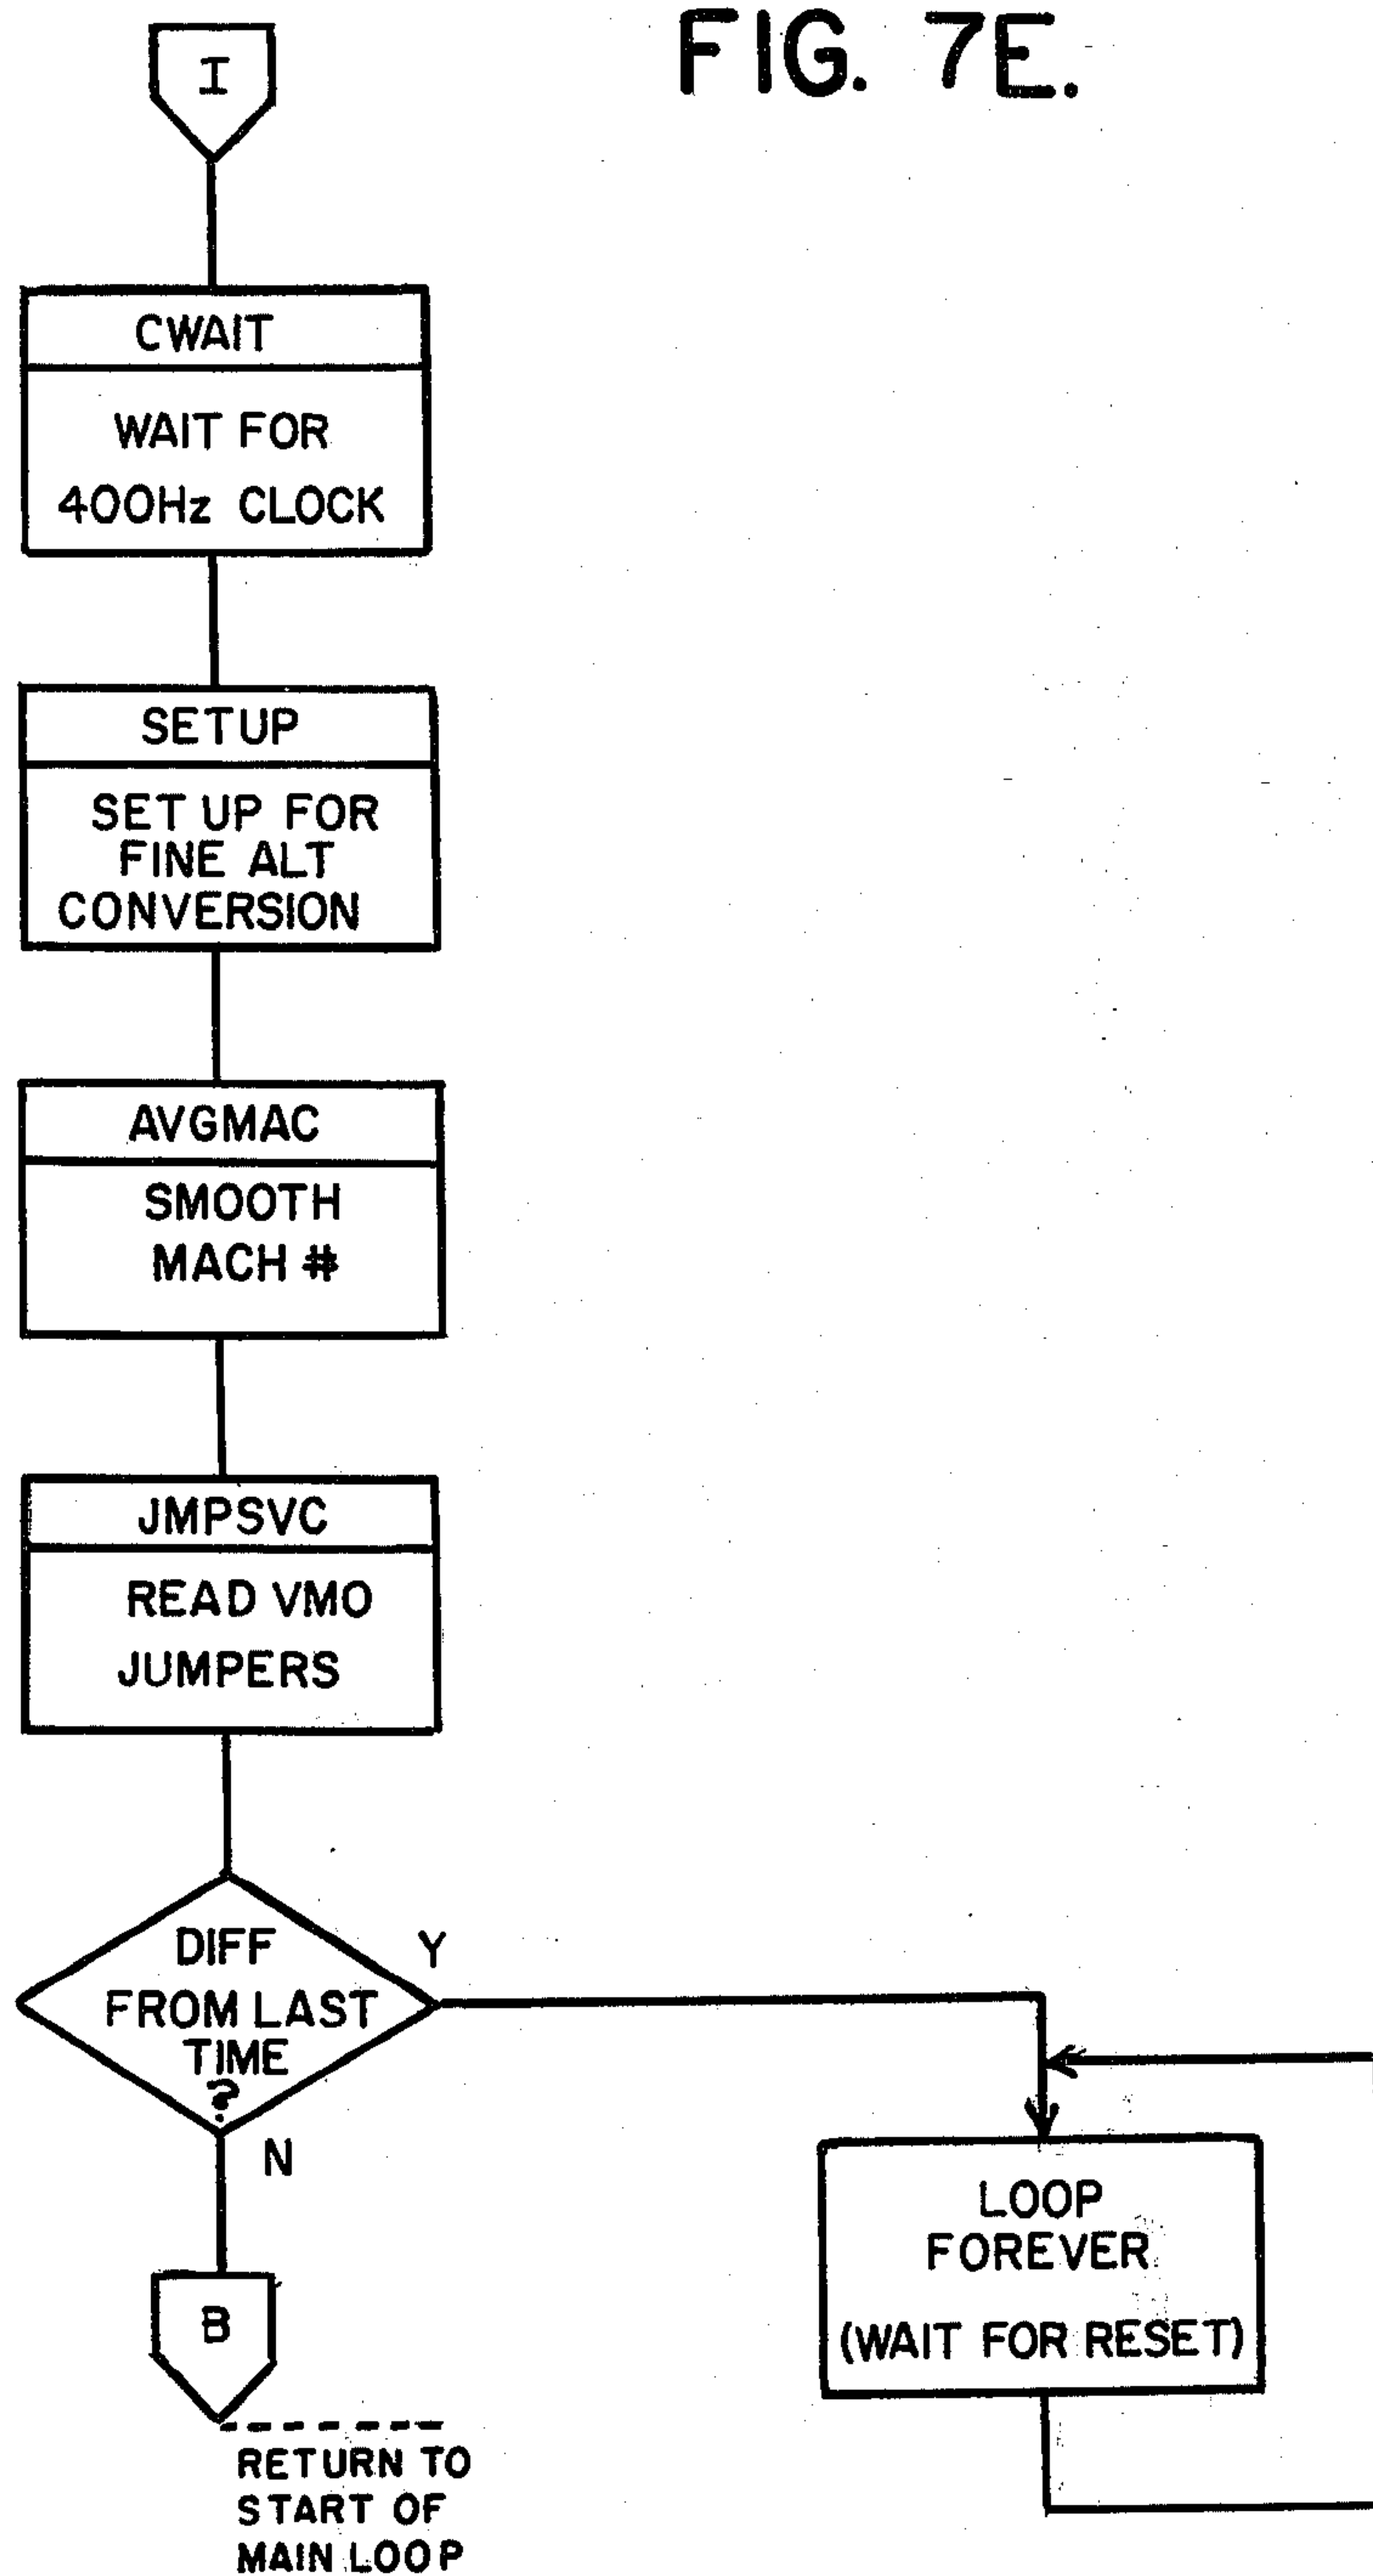 FIG. 7E.
I
CWAIT
WAIT FOR
400Hz CLOCK
SETUP
SET UP FOR
FINE ALT
CONVERSION
AVGMAC
SMOOTH
MACH #
JMPSVC
READ VMO
JUMPERS
DIFF
FROM LAST
TIME
?
Y
N
LOOP
FOREVER
(WAIT FOR RESET)
B
RETURN TO
START OF
MAIN LOOP